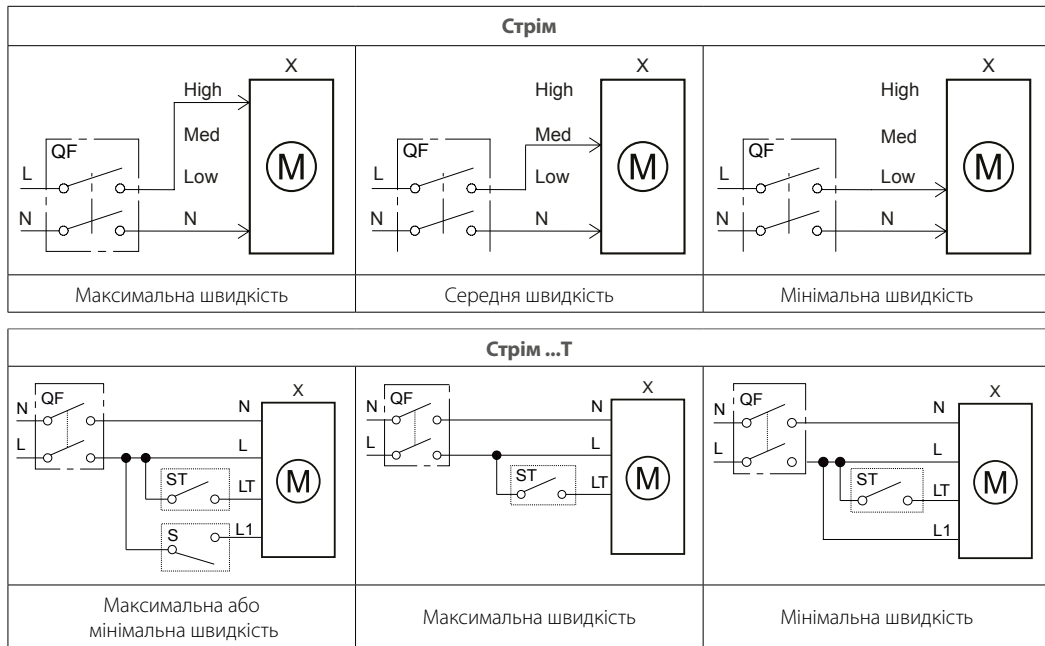 Стрім
X
High
Med
QF
L
Low
M
N
N
Максимальна швидкість
X
High
Med
QF
L
Low
M
N
N
Середня швидкість
X
High
Med
QF
L
Low
M
N
N
Мінімальна швидкість
Стрім ...Т
X
QF
N
N
L
L
M
ST
LT
S
L1
Максимальна або
мінімальна швидкість
X
QF
N
N
L
L
M
ST
LT
Максимальна швидкість
X
QF
N
N
L
L
M
ST
LT
L1
Мінімальна швидкість